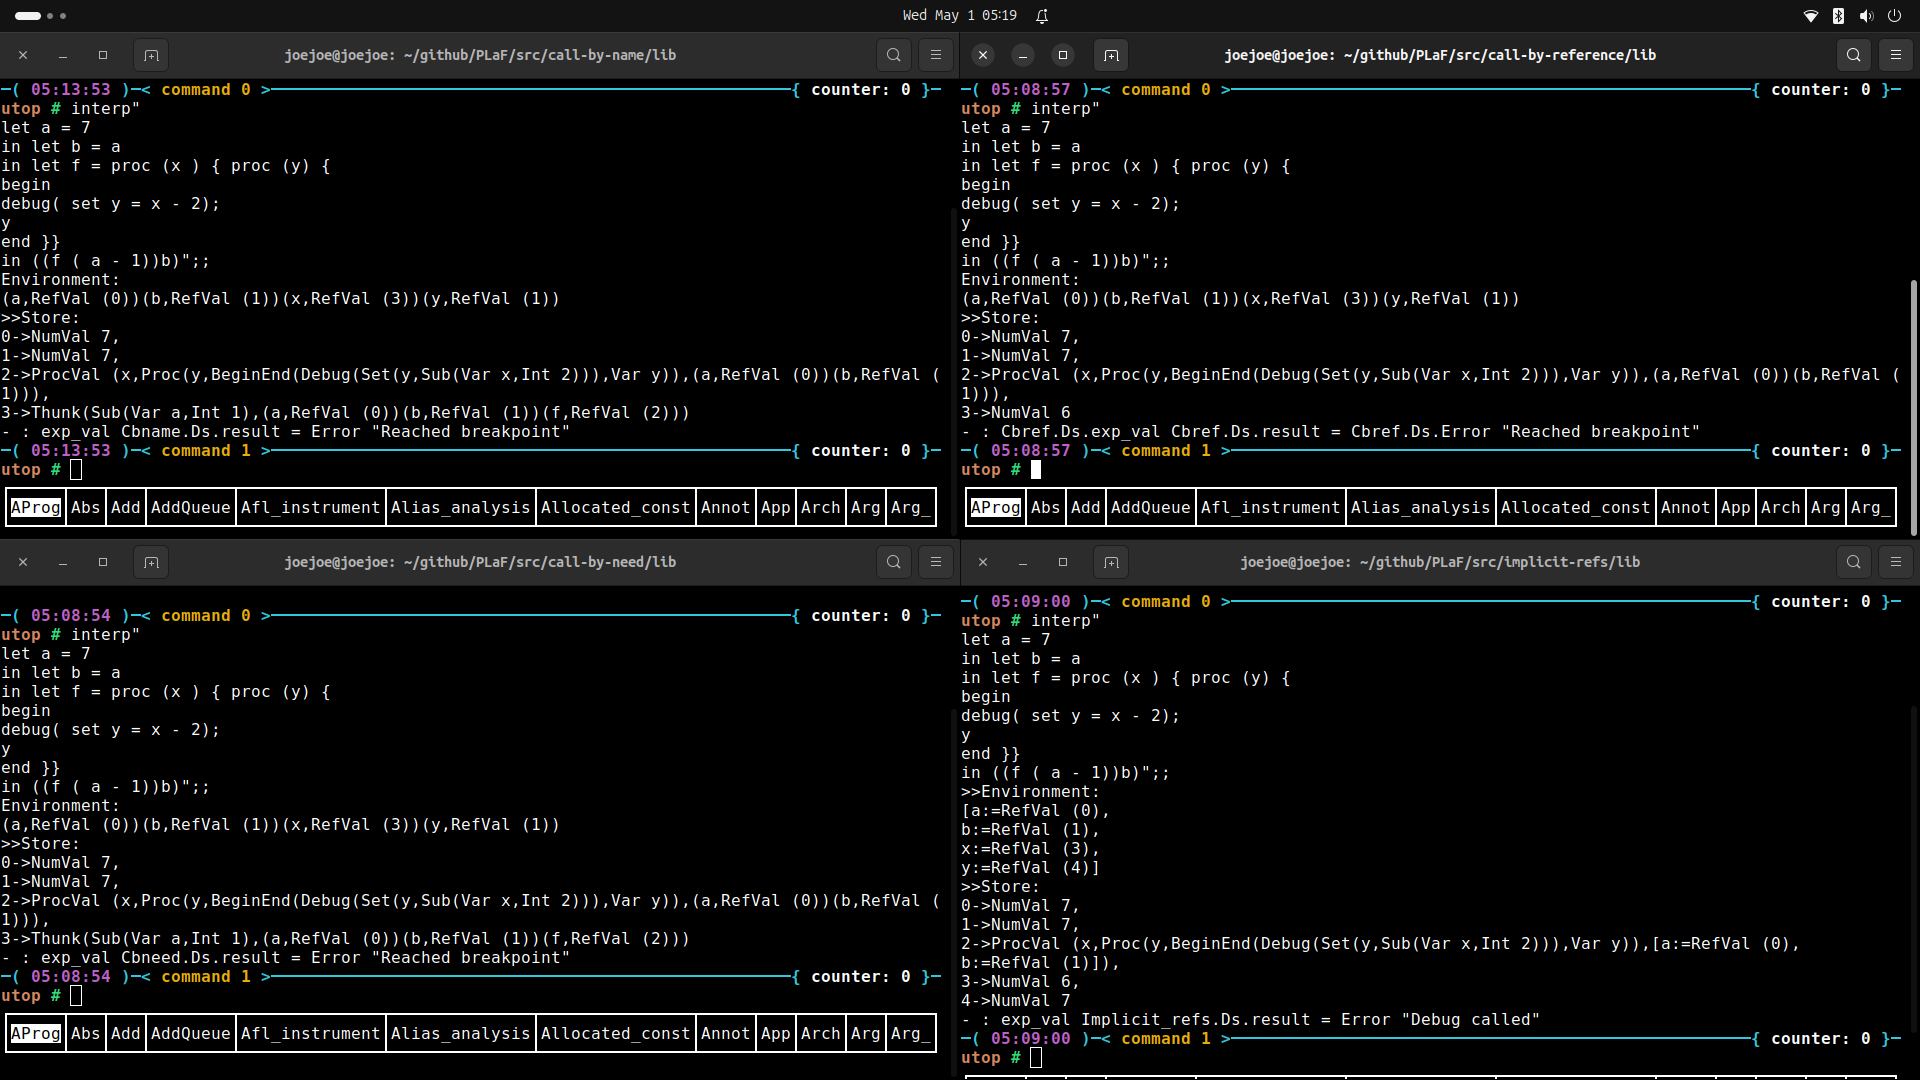 Wed May 1 05:19
joejoe@joejoe: ~/github/PLaF/src/call-by-name/lib
─( 05:13:53 )─< command 0 >─{ counter: 0 }─
utop # interp"
let a = 7
in let b = a
in let f = proc (x ) { proc (y) {
begin
debug( set y = x - 2);
y
end }}
in ((f ( a - 1))b)";;
Environment:
(a,RefVal (0))(b,RefVal (1))(x,RefVal (3))(y,RefVal (1))
>>Store:
0->NumVal 7,
1->NumVal 7,
2->ProcVal (x,Proc(y,BeginEnd(Debug(Set(y,Sub(Var x,Int 2))),Var y)),(a,RefVal (0))(b,RefVal (
1))),
3->Thunk(Sub(Var a,Int 1),(a,RefVal (0))(b,RefVal (1))(f,RefVal (2)))
- : exp_val Cbname.Ds.result = Error "Reached breakpoint"
─( 05:13:53 )─< command 1 >─{ counter: 0 }─
utop #
AProg Abs Add AddQueue Afl_instrument Alias_analysis Allocated_const Annot App Arch Arg Arg_
joejoe@joejoe: ~/github/PLaF/src/call-by-reference/lib
─( 05:08:57 )─< command 0 >─{ counter: 0 }─
utop # interp"
let a = 7
in let b = a
in let f = proc (x ) { proc (y) {
begin
debug( set y = x - 2);
y
end }}
in ((f ( a - 1))b)";;
Environment:
(a,RefVal (0))(b,RefVal (1))(x,RefVal (3))(y,RefVal (1))
>>Store:
0->NumVal 7,
1->NumVal 7,
2->ProcVal (x,Proc(y,BeginEnd(Debug(Set(y,Sub(Var x,Int 2))),Var y)),(a,RefVal (0))(b,RefVal (
1))),
3->NumVal 6
- : Cbref.Ds.exp_val Cbref.Ds.result = Cbref.Ds.Error "Reached breakpoint"
─( 05:08:57 )─< command 1 >─{ counter: 0 }─
utop #
AProg Abs Add AddQueue Afl_instrument Alias_analysis Allocated_const Annot App Arch Arg Arg_
joejoe@joejoe: ~/github/PLaF/src/call-by-need/lib
─( 05:08:54 )─< command 0 >─{ counter: 0 }─
utop # interp"
let a = 7
in let b = a
in let f = proc (x ) { proc (y) {
begin
debug( set y = x - 2);
y
end }}
in ((f ( a - 1))b)";;
Environment:
(a,RefVal (0))(b,RefVal (1))(x,RefVal (3))(y,RefVal (1))
>>Store:
0->NumVal 7,
1->NumVal 7,
2->ProcVal (x,Proc(y,BeginEnd(Debug(Set(y,Sub(Var x,Int 2))),Var y)),(a,RefVal (0))(b,RefVal (
1))),
3->Thunk(Sub(Var a,Int 1),(a,RefVal (0))(b,RefVal (1))(f,RefVal (2)))
- : exp_val Cbneed.Ds.result = Error "Reached breakpoint"
─( 05:08:54 )─< command 1 >─{ counter: 0 }─
utop #
AProg Abs Add AddQueue Afl_instrument Alias_analysis Allocated_const Annot App Arch Arg Arg_
joejoe@joejoe: ~/github/PLaF/src/implicit-refs/lib
─( 05:09:00 )─< command 0 >─{ counter: 0 }─
utop # interp"
let a = 7
in let b = a
in let f = proc (x ) { proc (y) {
begin
debug( set y = x - 2);
y
end }}
in ((f ( a - 1))b)";;
>>Environment:
[a:=RefVal (0),
b:=RefVal (1),
x:=RefVal (3),
y:=RefVal (4)]
>>Store:
0->NumVal 7,
1->NumVal 7,
2->ProcVal (x,Proc(y,BeginEnd(Debug(Set(y,Sub(Var x,Int 2))),Var y)),[a:=RefVal (0),
b:=RefVal (1)]),
3->NumVal 6,
4->NumVal 7
- : exp_val Implicit_refs.Ds.result = Error "Debug called"
─( 05:09:00 )─< command 1 >─{ counter: 0 }─
utop #